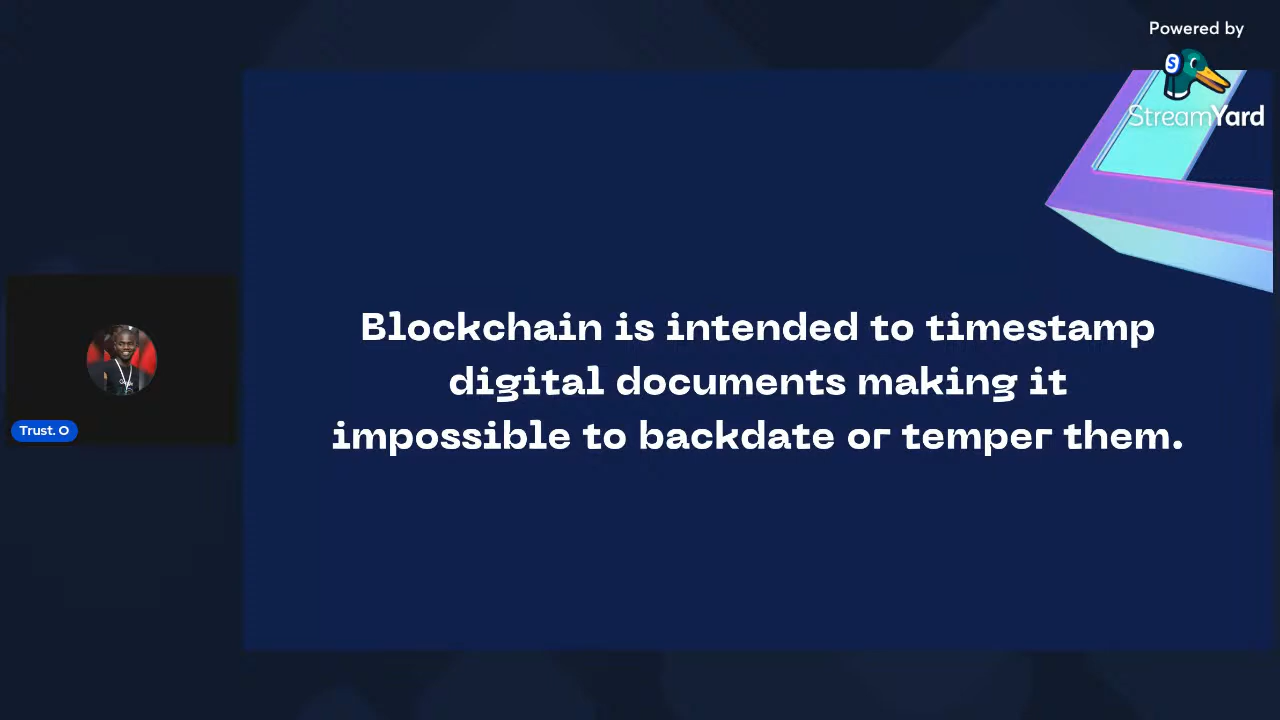 Powered by
S
StreamYard
Blockchain is intended to timestamp
digital documents making it
impossible to backdate or temper them.
Trust. O